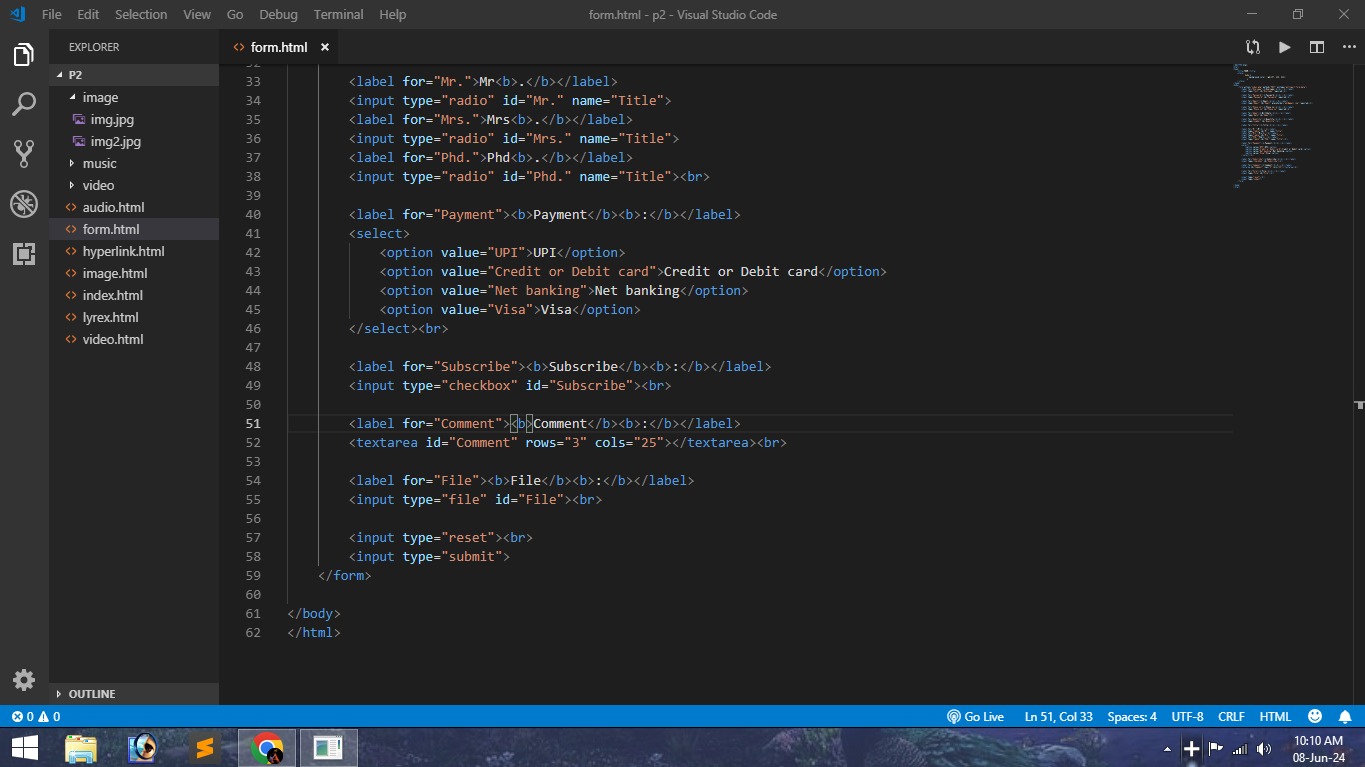 File Edit Selection View Go Debug Terminal Help form.html - p2 - Visual Studio Code
EXPLORER
P2
image
img.jpg
img2.jpg
music
video
audio.html
form.html
hyperlink.html
image.html
index.html
lyrex.html
video.html
OUTLINE
form.html
33 <label for="Mr.">Mr<b>.</b></label>
34 <input type="radio" id="Mr." name="Title">
35 <label for="Mrs.">Mrs<b>.</b></label>
36 <input type="radio" id="Mrs." name="Title">
37 <label for="Phd.">Phd<b>.</b></label>
38 <input type="radio" id="Phd." name="Title"><br>
39
40 <label for="Payment"><b>Payment</b><b>:</b></label>
41 <select>
42 <option value="UPI">UPI</option>
43 <option value="Credit or Debit card">Credit or Debit card</option>
44 <option value="Net banking">Net banking</option>
45 <option value="Visa">Visa</option>
46 </select><br>
47
48 <label for="Subscribe"><b>Subscribe</b><b>:</b></label>
49 <input type="checkbox" id="Subscribe"><br>
50
51 <label for="Comment"><b>Comment</b><b>:</b></label>
52 <textarea id="Comment" rows="3" cols="25"></textarea><br>
53
54 <label for="File"><b>File</b><b>:</b></label>
55 <input type="file" id="File"><br>
56
57 <input type="reset"><br>
58 <input type="submit">
59 </form>
60
61 </body>
62 </html>
0 0 Go Live Ln 51, Col 33 Spaces: 4 UTF-8 CRLF HTML
10:10 AM
08-Jun-24